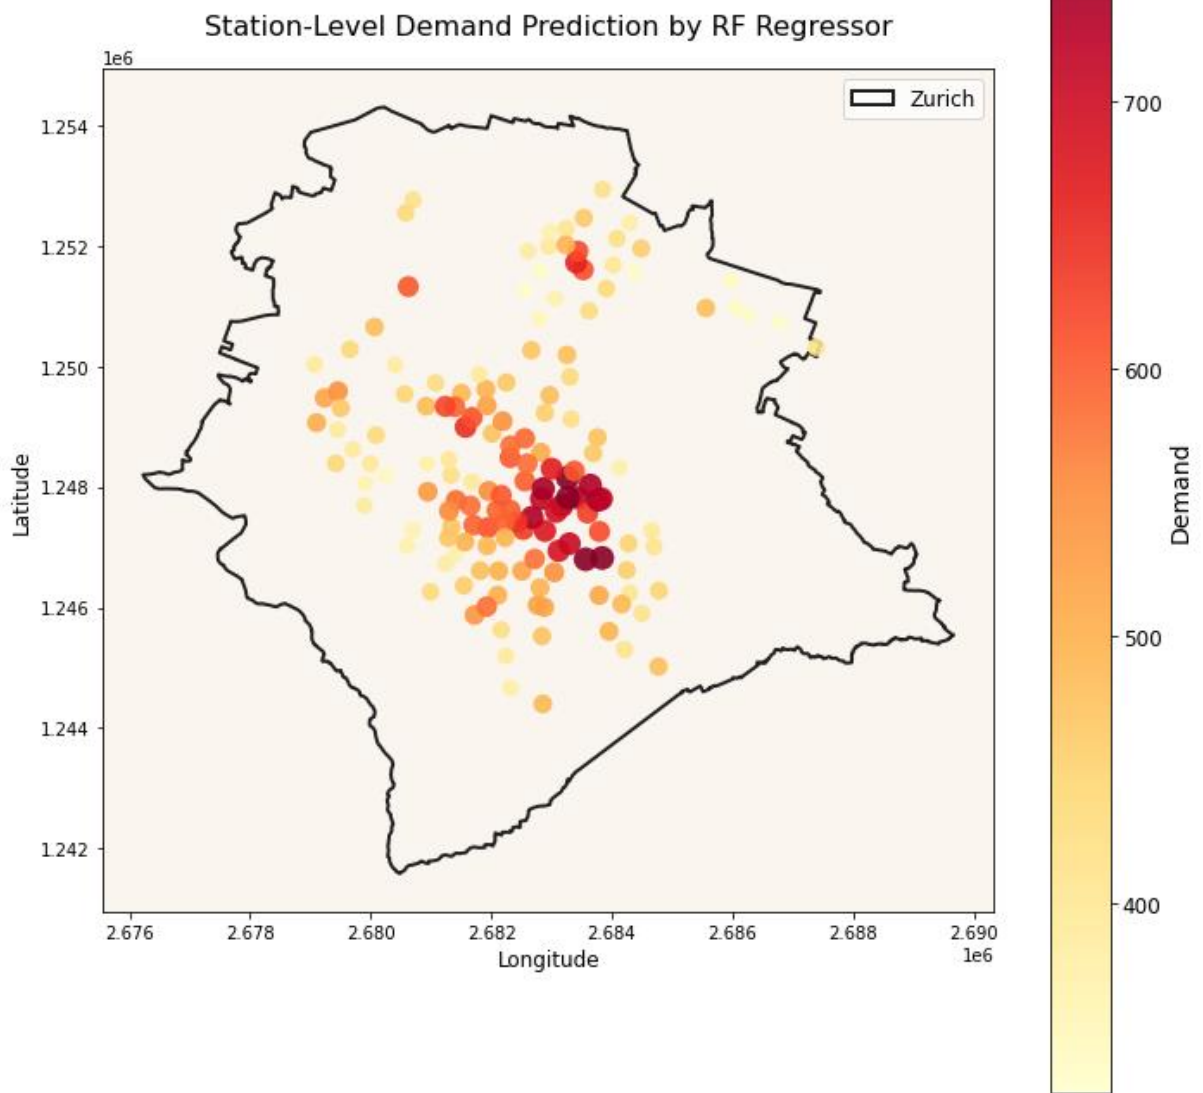 Station-Level Demand Prediction by RF Regressor
1e6
Zurich
1.254
1.252
1.250
1.248
1.246
1.244
1.242
Latitude
2.676 2.678 2.680 2.682 2.684 2.686 2.688 2.690
1e6
Longitude
700
600
500
400
Demand